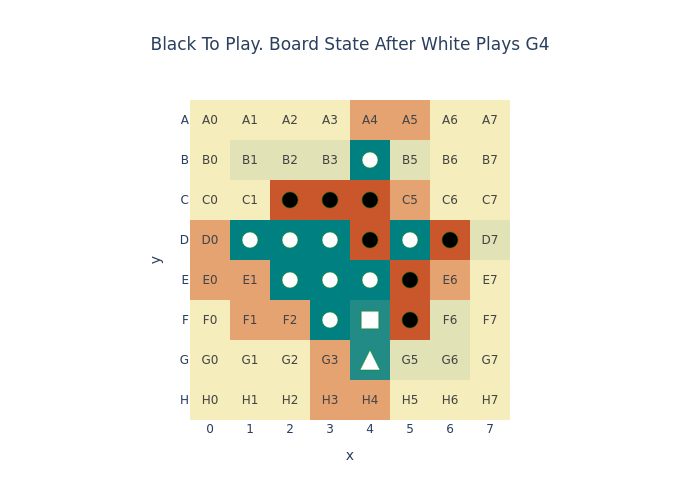 Black To Play. Board State After White Plays G4
A A0 A1 A2 A3 A4 A5 A6 A7
B B0 B1 B2 B3 B5 B6 B7
C C0 C1 C5 C6 C7
D D0 D7
E E0 E1 E6 E7
F F0 F1 F2 F6 F7
G G0 G1 G2 G3 G5 G6 G7
H H0 H1 H2 H3 H4 H5 H6 H7
0 1 2 3 4 5 6 7
x
y